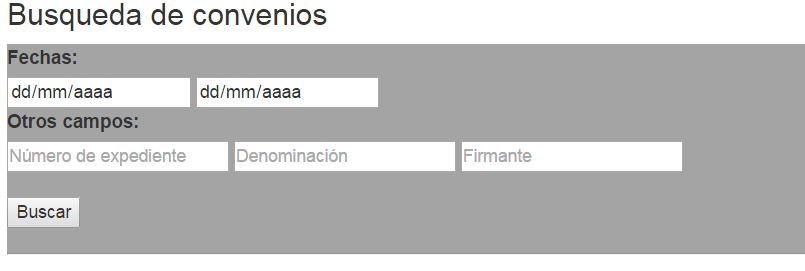 Busqueda de convenios
Fechas:
dd/mm/aaaa dd/mm/aaaa
Otros campos:
Número de expediente Denominación Firmante
Buscar